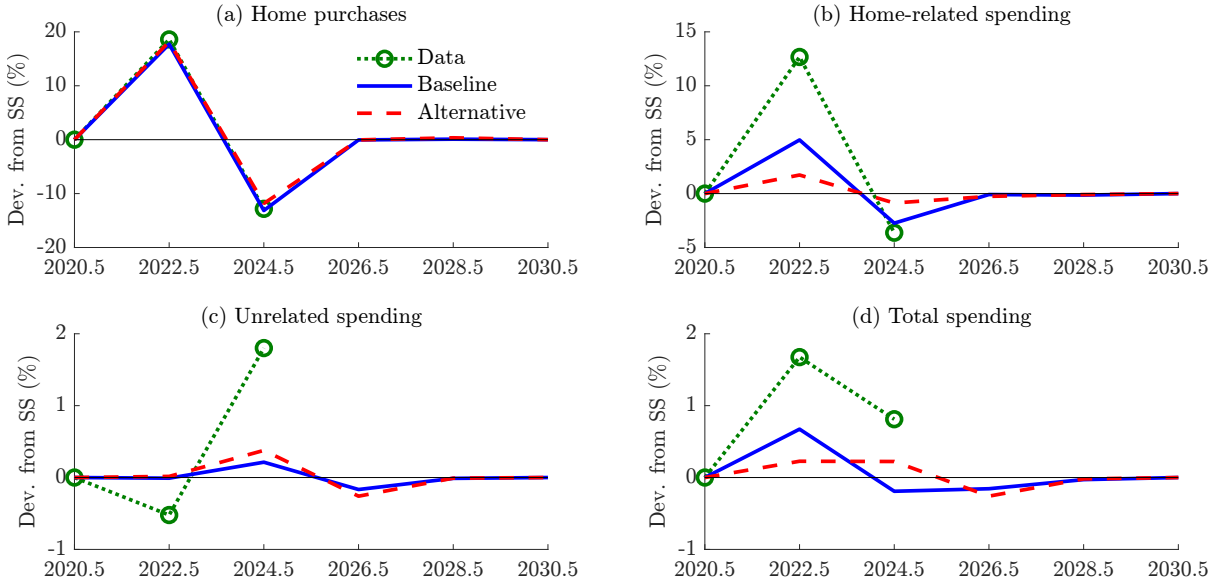 (a) Home purchases
Dev. from SS (%)
20
10
0
-10
-20
Data
Baseline
Alternative
2020.5 2022.5 2024.5 2026.5 2028.5 2030.5
(b) Home-related spending
Dev. from SS (%)
15
10
5
0
-5
2020.5 2022.5 2024.5 2026.5 2028.5 2030.5
(c) Unrelated spending
Dev. from SS (%)
2
1
0
-1
2020.5 2022.5 2024.5 2026.5 2028.5 2030.5
(d) Total spending
Dev. from SS (%)
2
1
0
-1
2020.5 2022.5 2024.5 2026.5 2028.5 2030.5